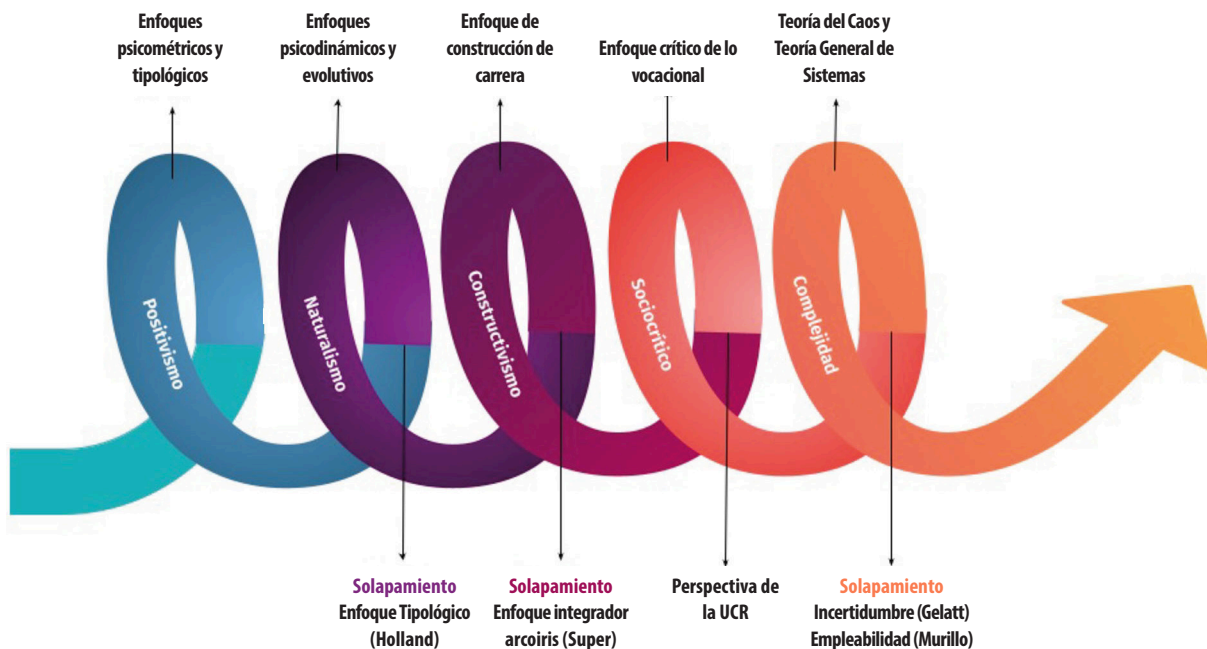 Enfoques
psicométricos y
tipológicos
Enfoques
psicodinámicos y
evolutivos
Enfoque de
construcción de
carrera
Enfoque crítico de lo
vocacional
Teoría del Caos y
Teoría General de
Sistemas
Positivismo
Naturalismo
Constructivismo
Sociocrítico
Complejidad
Solapamiento
Enfoque Tipológico
(Holland)
Solapamiento
Enfoque integrador
arcoiris (Super)
Perspectiva de
la UCR
Solapamiento
Incertidumbre (Gelatt)
Empleabilidad (Murillo)